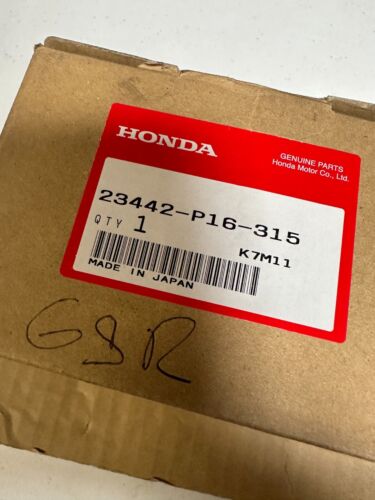 HONDA
GENUINE PARTS
Honda Motor Co., Ltd.
23442-P16-315
QTY 1
K7M11
MADE IN JAPAN
GSR